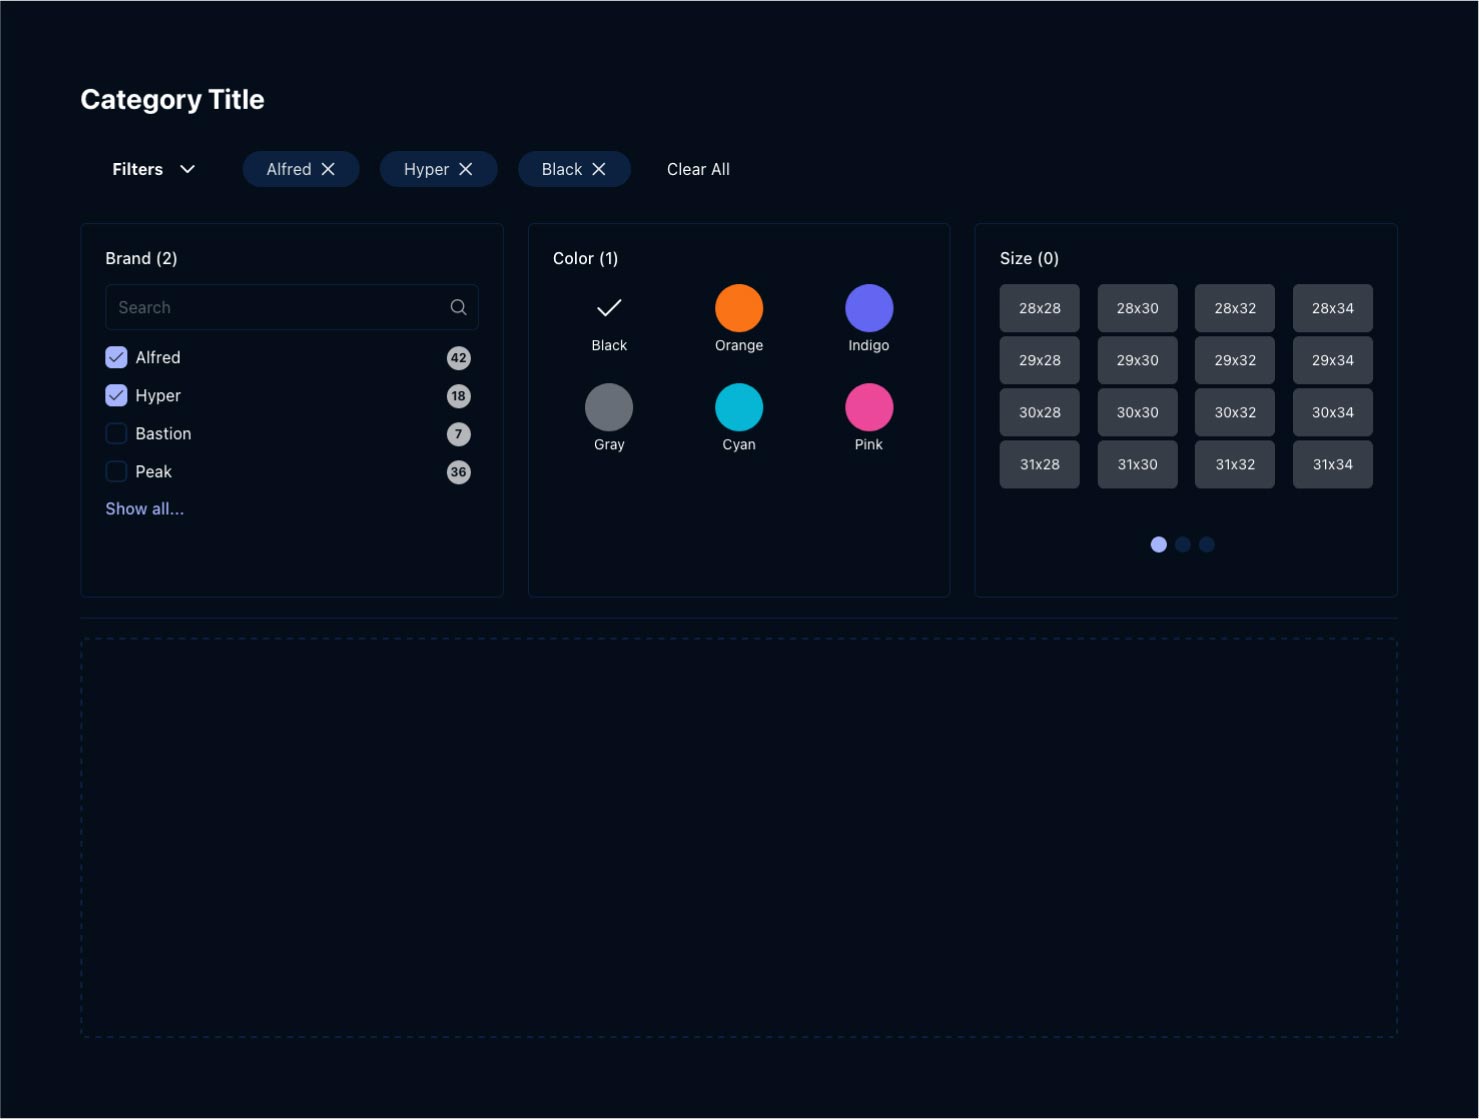 Category Title
Filters
Alfred
Hyper
Black
Clear All
Brand (2)
Search
Alfred 42
Hyper 18
Bastion 7
Peak 36
Show all...
Color (1)
Black Orange Indigo
Gray Cyan Pink
Size (0)
28x28 28x30 28x32 28x34
29x28 29x30 29x32 29x34
30x28 30x30 30x32 30x34
31x28 31x30 31x32 31x34